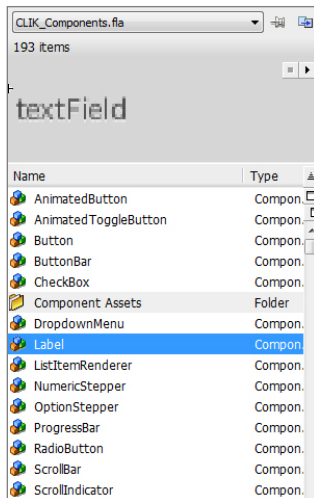 CLIK_Components.fla
193 items
textField
Name Type
AnimatedButton Compon.
AnimatedToggleButton Compon.
Button Compon.
ButtonBar Compon.
CheckBox Compon.
Component Assets Folder
DropdownMenu Compon.
Label Compon.
ListItemRenderer Compon.
NumericStepper Compon.
OptionStepper Compon.
ProgressBar Compon.
RadioButton Compon.
ScrollBar Compon.
ScrollIndicator Compon.